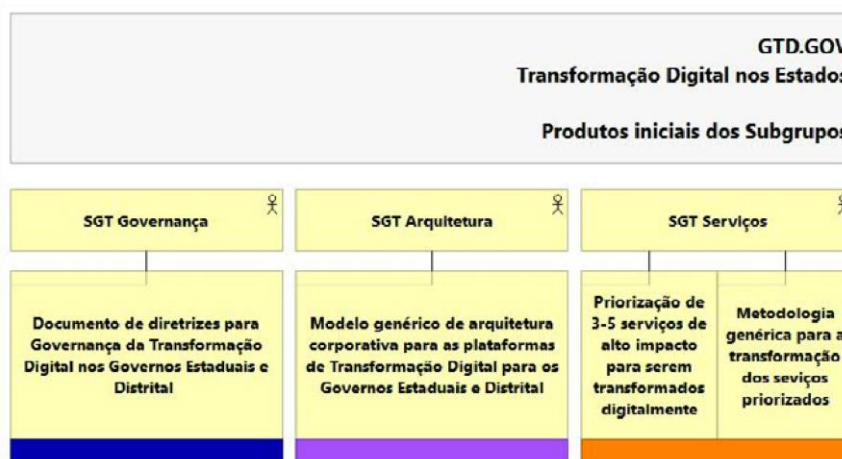 GTD.GOV
Transformação Digital nos Estados
Produtos iniciais dos Subgrupos
SGT Governança
SGT Arquitetura
SGT Serviços
Documento de diretrizes para
Governança da Transformação
Digital nos Governos Estaduais e
Distrital
Modelo genérico de arquitetura
corporativa para as plataformas
de Transformação Digital para os
Governos Estaduais e Distrital
Priorização de
3-5 serviços de
alto impacto
para serem
transformados
digitalmente
Metodologia
genérica para a
transformação
dos seviços
priorizados